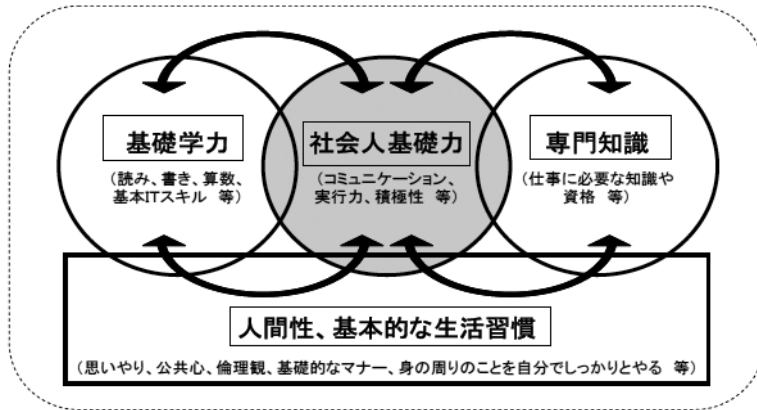 基礎学力
(読み、書き、算数、
基本ITスキル 等)
社会人基礎力
(コミュニケーション、
実行力、積極性 等)
専門知識
(仕事に必要な知識や
資格 等)
人間性、基本的な生活習慣
(思いやり、公共心、倫理観、基礎的なマナー、身の周りのことを自分でしっかりとやる 等)